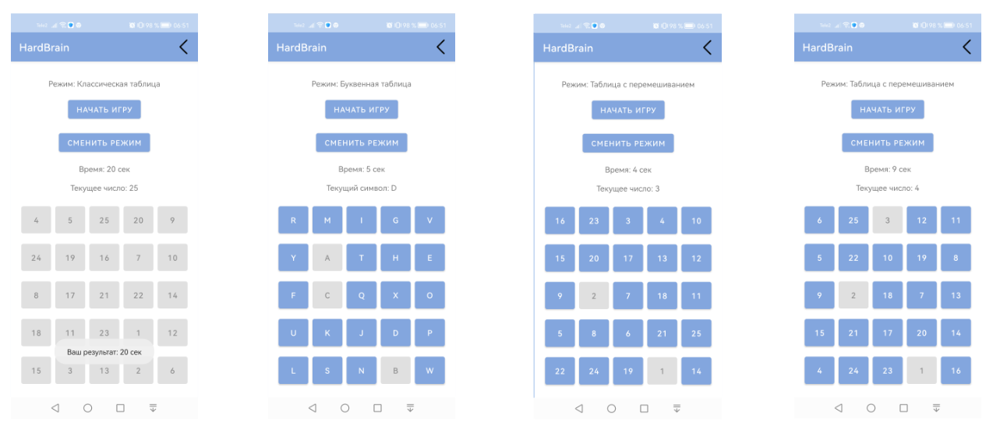 Tele2 98 % 06:51
HardBrain
Режим: Классическая таблица
НАЧАТЬ ИГРУ
СМЕНИТЬ РЕЖИМ
Время: 20 сек
Текущее число: 25
4 5 25 20 9
24 19 16 7 10
8 17 21 22 14
18 11 23 1 12
Ваш результат: 20 сек
15 3 13 2 6
Tele2 98 % 06:51
HardBrain
Режим: Буквенная таблица
НАЧАТЬ ИГРУ
СМЕНИТЬ РЕЖИМ
Время: 5 сек
Текущий символ: D
R M I G V
Y A T H E
F C Q X O
U K J D P
L S N B W
Tele2 98 % 06:51
HardBrain
Режим: Таблица с перемешиванием
НАЧАТЬ ИГРУ
СМЕНИТЬ РЕЖИМ
Время: 4 сек
Текущее число: 3
16 23 3 4 10
15 20 17 13 12
9 2 7 18 11
5 8 6 21 25
22 24 19 1 14
Tele2 98 % 06:51
HardBrain
Режим: Таблица с перемешиванием
НАЧАТЬ ИГРУ
СМЕНИТЬ РЕЖИМ
Время: 9 сек
Текущее число: 4
6 25 3 12 11
5 22 10 19 8
9 2 18 7 13
15 21 17 20 14
4 24 23 1 16